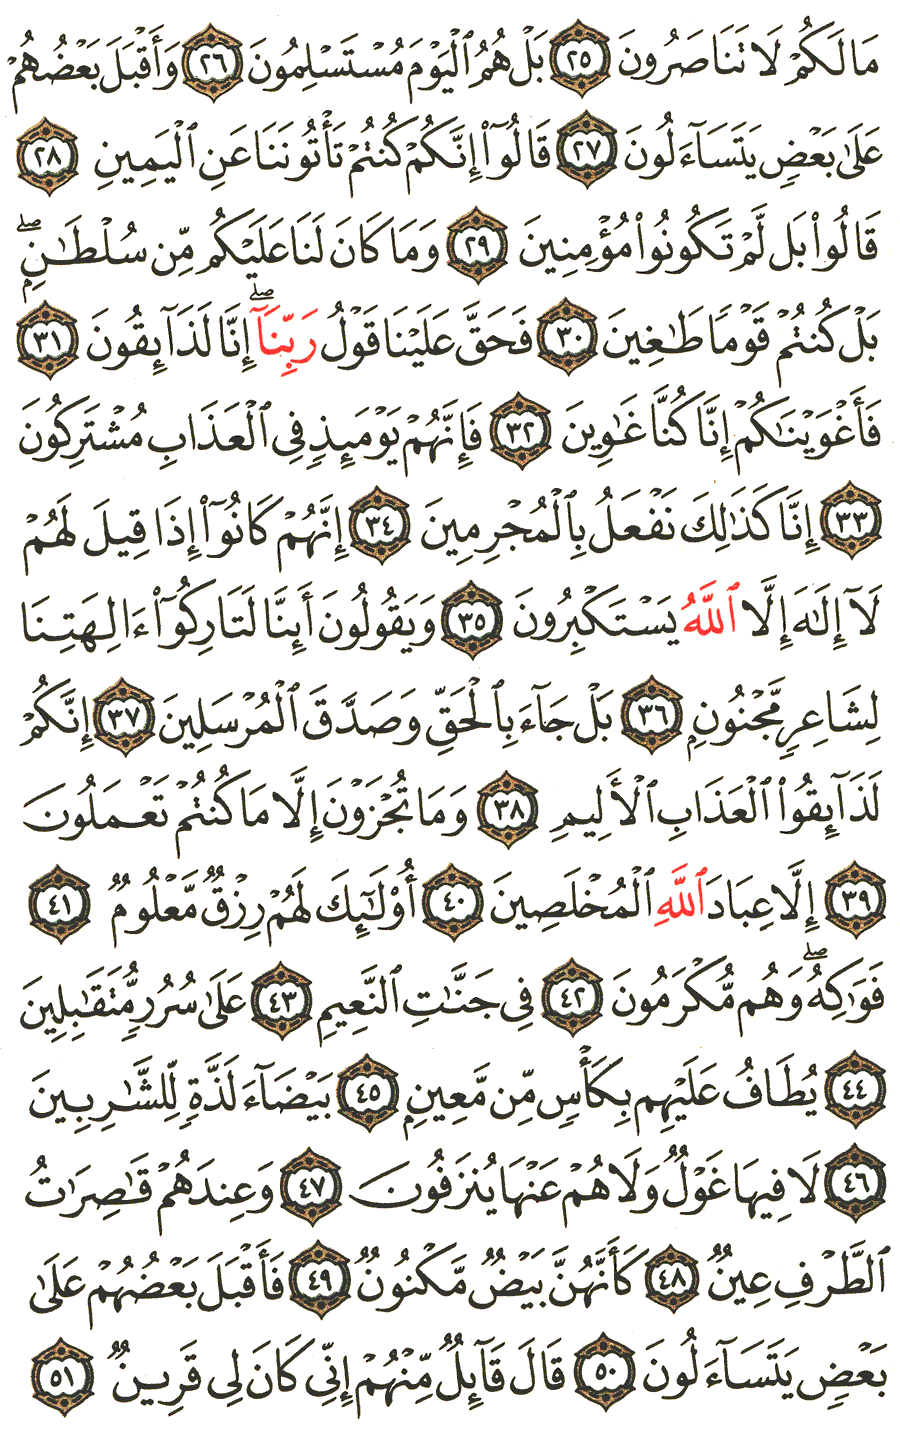 مَا لَكُمْ لَا تَنَاصَرُونَ ٢٥ بَلْ هُمُ ٱلْيَوْمَ مُسْتَسْلِمُونَ ٢٦ وَأَقْبَلَ بَعْضُهُمْ
عَلَىٰ بَعْضٍ يَتَسَآءَلُونَ ٢٧ قَالُوٓا۟ إِنَّكُمْ كُنتُمْ تَأْتُونَنَا عَنِ ٱلْيَمِينِ ٢٨
قَالُوا۟ بَل لَّمْ تَكُونُوا۟ مُؤْمِنِينَ ٢٩ وَمَا كَانَ لَنَا عَلَيْكُم مِّن سُلْطَـٰنٍۭ ۖ
بَلْ كُنتُمْ قَوْمًا طَـٰغِينَ ٣٠ فَحَقَّ عَلَيْنَا قَوْلُ رَبِّنَآ ۖ إِنَّا لَذَآئِقُونَ ٣١
فَأَغْوَيْنَـٰكُمْ إِنَّا كُنَّا غَـٰوِينَ ٣٢ فَإِنَّهُمْ يَوْمَئِذٍ فِى ٱلْعَذَابِ مُشْتَرِكُونَ
٣٣ إِنَّا كَذَٰلِكَ نَفْعَلُ بِٱلْمُجْرِمِينَ ٣٤ إِنَّهُمْ كَانُوٓا۟ إِذَا قِيلَ لَهُمْ
لَآ إِلَـٰهَ إِلَّا ٱللَّهُ يَسْتَكْبِرُونَ ٣٥ وَيَقُولُونَ أَئِنَّا لَتَارِكُوٓا۟ ءَالِهَتِنَا
لِشَاعِرٍ مَّجْنُونٍۭ ٣٦ بَلْ جَآءَ بِٱلْحَقِّ وَصَدَّقَ ٱلْمُرْسَلِينَ ٣٧ إِنَّكُمْ
لَذَآئِقُوا۟ ٱلْعَذَابِ ٱلْأَلِيمِ ٣٨ وَمَا تُجْزَوْنَ إِلَّا مَا كُنتُمْ تَعْمَلُونَ
٣٩ إِلَّا عِبَادَ ٱللَّهِ ٱلْمُخْلَصِينَ ٤٠ أُو۟لَـٰٓئِكَ لَهُمْ رِزْقٌ مَّعْلُومٌ ٤١
فَوَٰكِهُ ۖ وَهُم مُّكْرَمُونَ ٤٢ فِى جَنَّـٰتِ ٱلنَّعِيمِ ٤٣ عَلَىٰ سُرُرٍ مُّتَقَـٰبِلِينَ
٤٤ يُطَافُ عَلَيْهِم بِكَأْسٍ مِّن مَّعِينٍۭ ٤٥ بَيْضَآءَ لَذَّةٍ لِّلشَّـٰرِبِينَ
٤٦ لَا فِيهَا غَوْلٌ وَلَا هُمْ عَنْهَا يُنزَفُونَ ٤٧ وَعِندَهُمْ قَـٰصِرَٰتُ
ٱلطَّرْفِ عِينٌ ٤٨ كَأَنَّهُنَّ بَيْضٌ مَّكْنُونٌ ٤٩ فَأَقْبَلَ بَعْضُهُمْ عَلَىٰ
بَعْضٍ يَتَسَآءَلُونَ ٥٠ قَالَ قَآئِلٌ مِّنْهُمْ إِنِّى كَانَ لِى قَرِينٌ ٥١